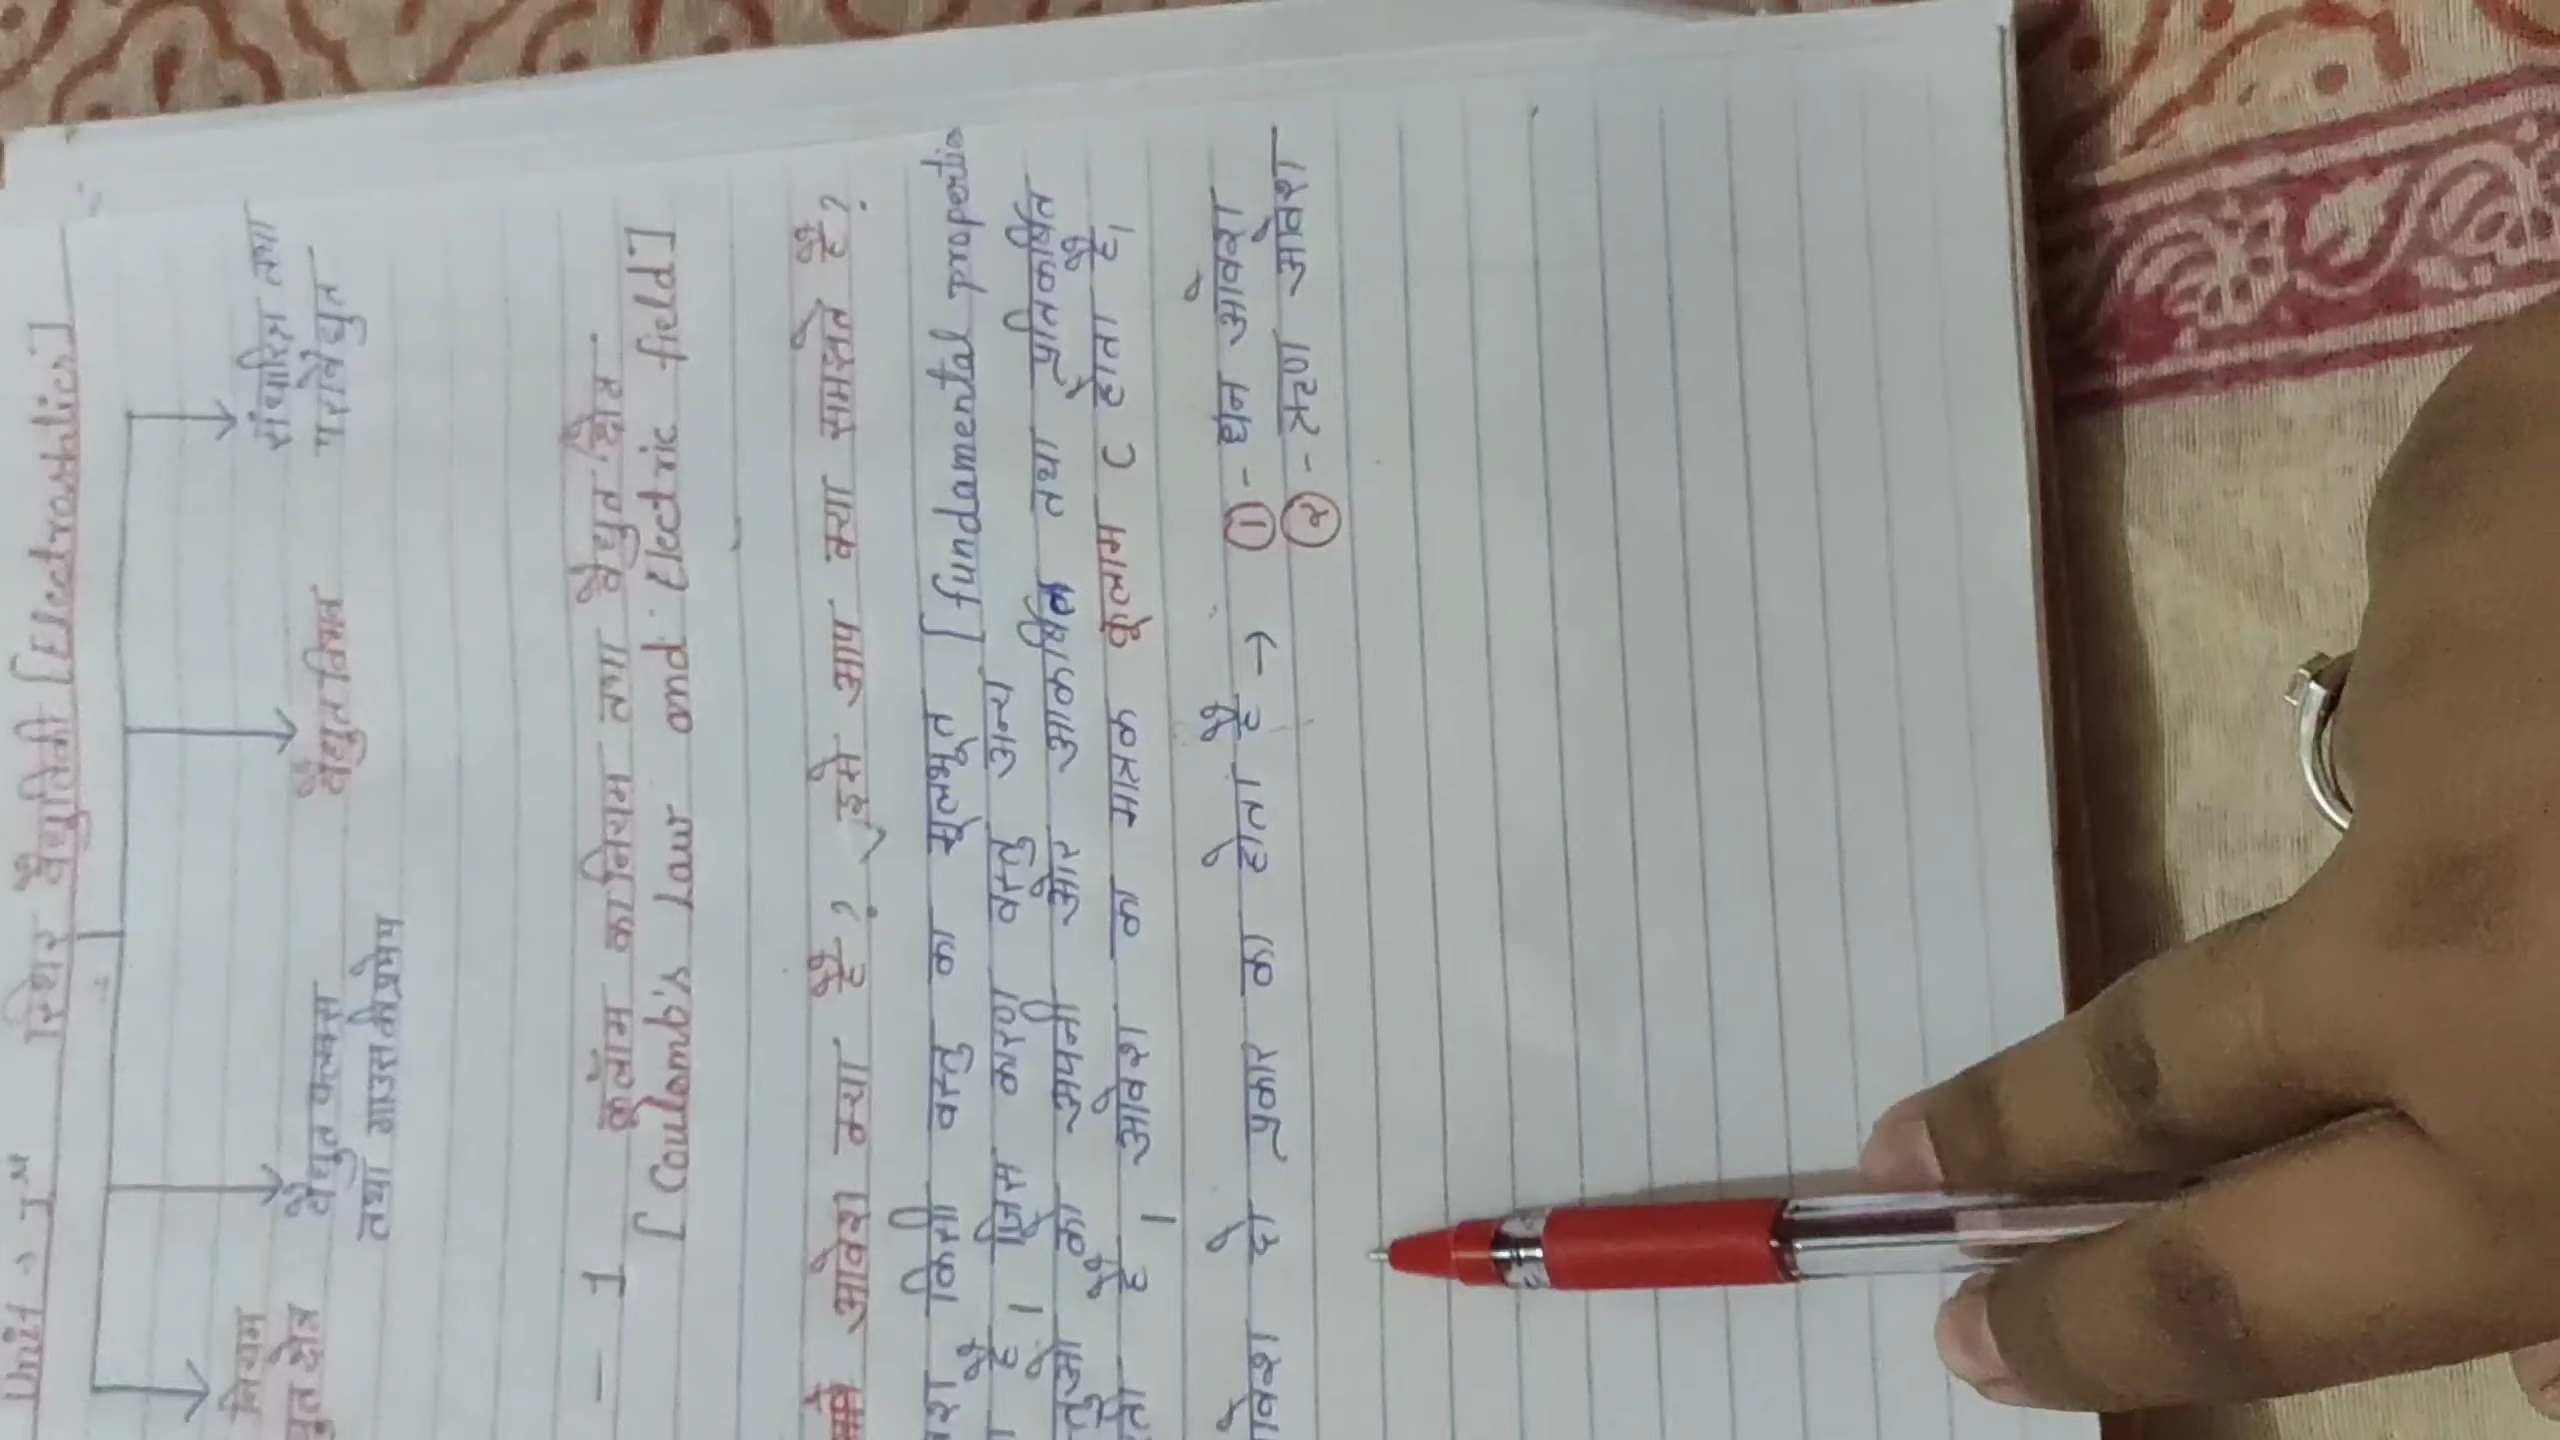 Unit → 1st स्थिर वैद्युतिकी [Electrostatics]
नियम
वैद्युत फ्लक्स
तथा गाउस की प्रमेय
वैद्युत विभव
संधारित्र तथा
परावैद्युत
- 1 कूलॉम का नियम तथा वैद्युत क्षेत्र
[Coulomb's Law and Electric field]
आवेश क्या है? इसे आप क्या समझते है?
किसी वस्तु का मूलभूत [fundamental
है। जिस कारण वस्तु अन्य
को अपनी ओर आकर्षित तथा प्रतिकर्षित
है। आवेश का मात्रक कूलाम C होता है।
दो प्रकार का होता है → ① - धन आवेश
② - ऋण आवेश